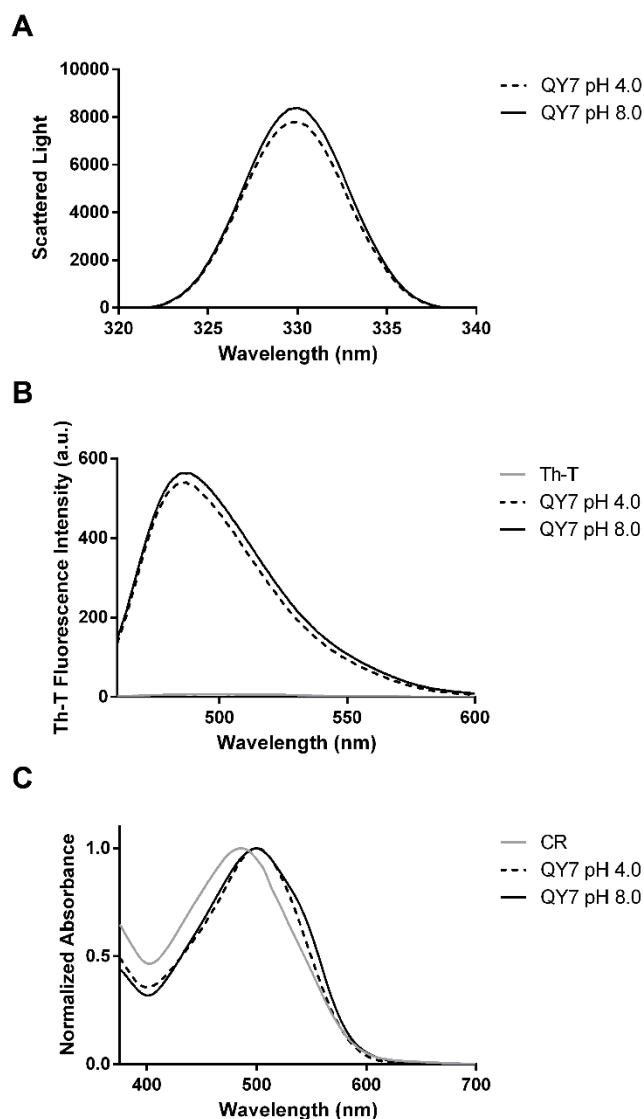 A
Scattered Light
10000
8000
6000
4000
2000
0
320
325
330
335
340
Wavelength (nm)
QY7 pH 4.0
QY7 pH 8.0
B
Th-T Fluorescence Intensity (a.u.)
600
400
200
0
500
550
600
Wavelength (nm)
Th-T
QY7 pH 4.0
QY7 pH 8.0
C
Normalized Absorbance
1.0
0.5
0.0
400
500
600
700
Wavelength (nm)
CR
QY7 pH 4.0
QY7 pH 8.0